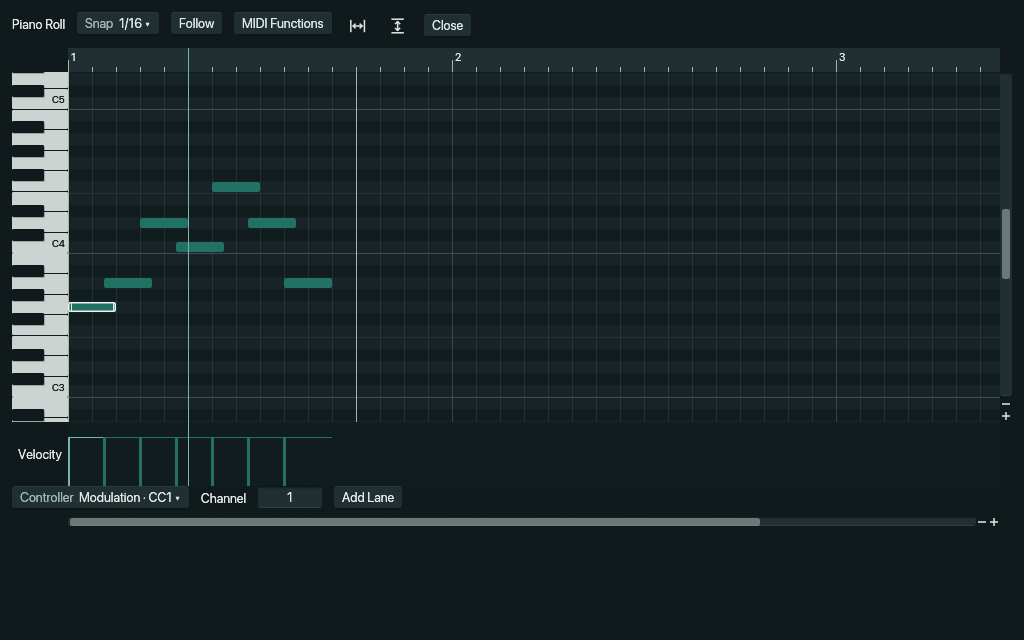 Piano Roll Snap 1/16 Follow MIDI Functions Close
1 2 3
C5
C4
C3
Velocity
Controller Modulation · CC1 Channel 1 Add Lane